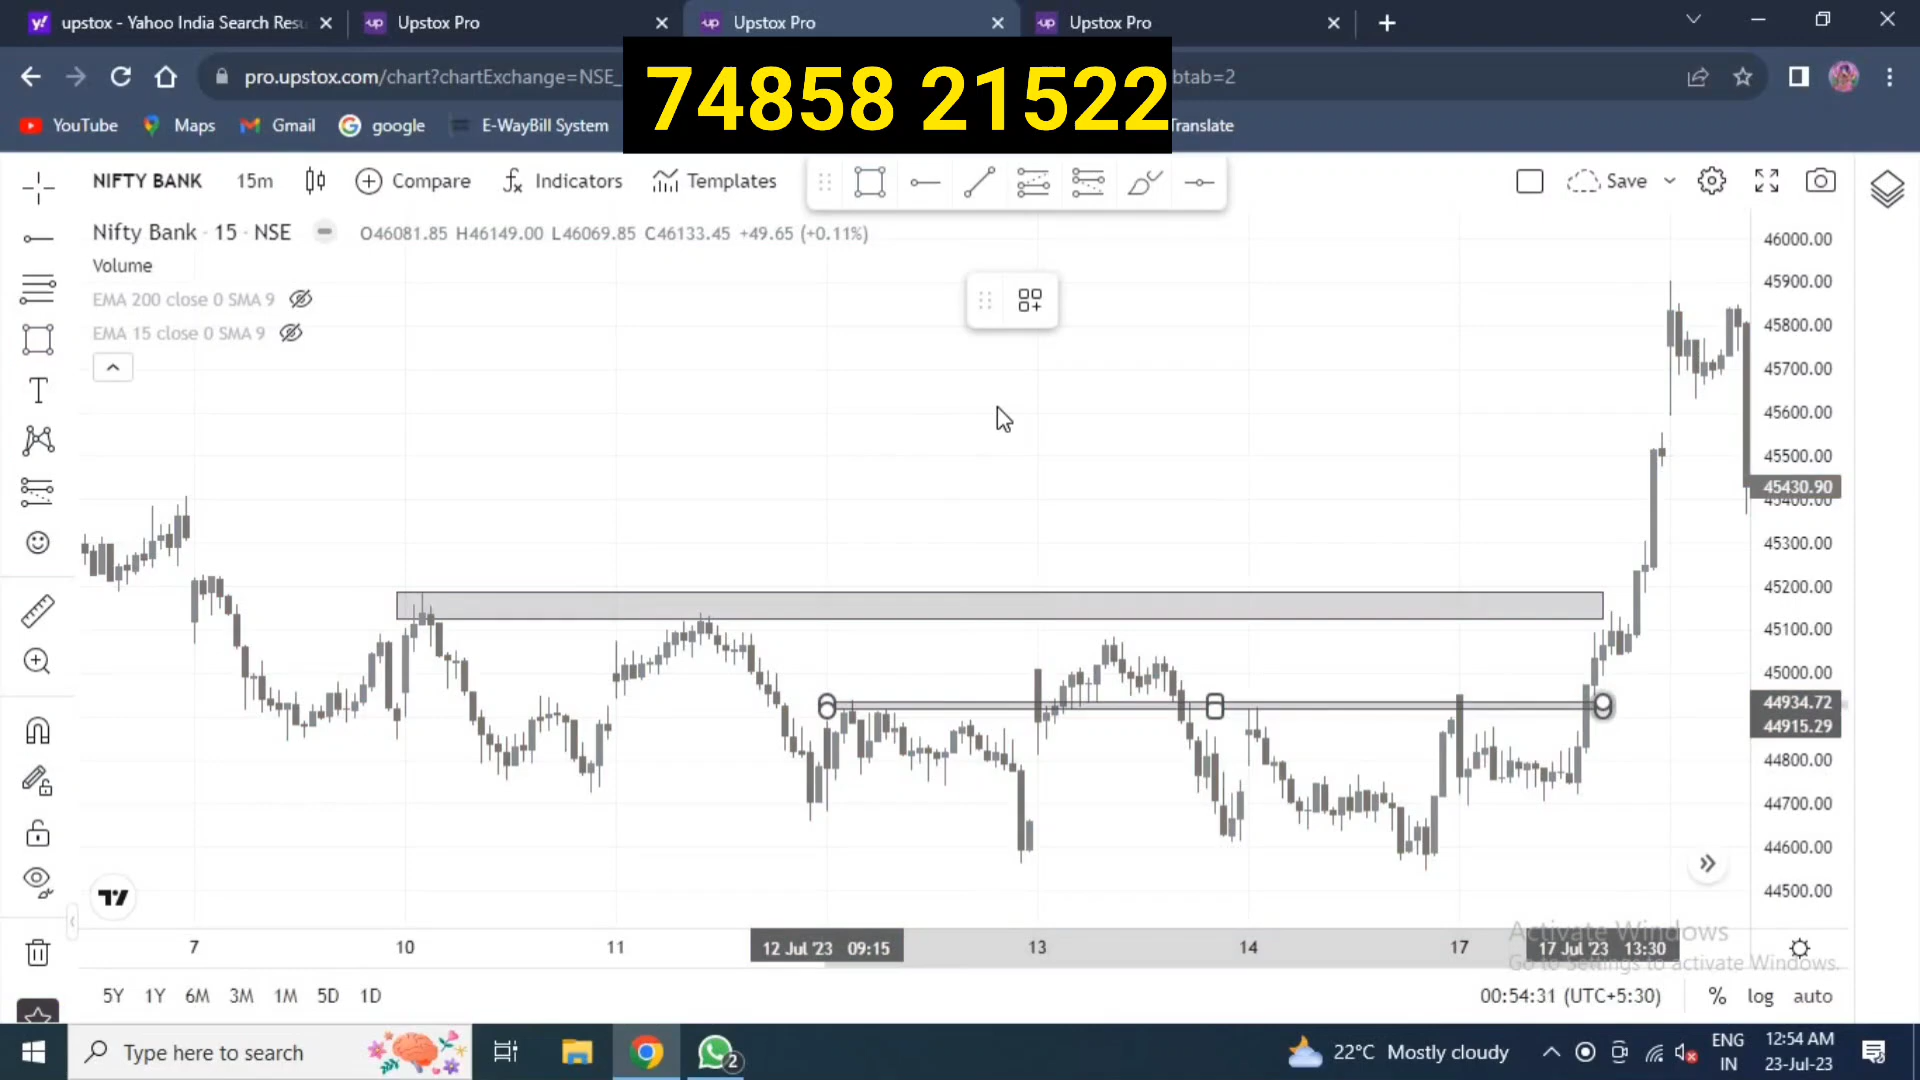 upstox - Yahoo India Search Resu
Upstox Pro
Upstox Pro
Upstox Pro
74858 21522
pro.upstox.com/chart?chartExchange=NSE_
btab=2
YouTube
Maps
Gmail
google
E-WayBill System
Translate
NIFTY BANK
15m
Compare
Indicators
Templates
Save
Nifty Bank · 15 · NSE
O46081.85 H46149.00 L46069.85 C46133.45 +49.65 (+0.11%)
Volume
EMA 200 close 0 SMA 9
EMA 15 close 0 SMA 9
46000.00
45900.00
45800.00
45700.00
45600.00
45500.00
45430.90
45400.00
45300.00
45200.00
45100.00
45000.00
44934.72
44915.29
44800.00
44700.00
44600.00
44500.00
7
10
11
12 Jul '23 09:15
13
14
17
17 Jul '23 13:30
Activate Windows
Go to Settings to activate Windows.
5Y 1Y 6M 3M 1M 5D 1D
00:54:31 (UTC+5:30)
% log auto
Type here to search
2
22°C Mostly cloudy
ENG
IN
12:54 AM
23-Jul-23